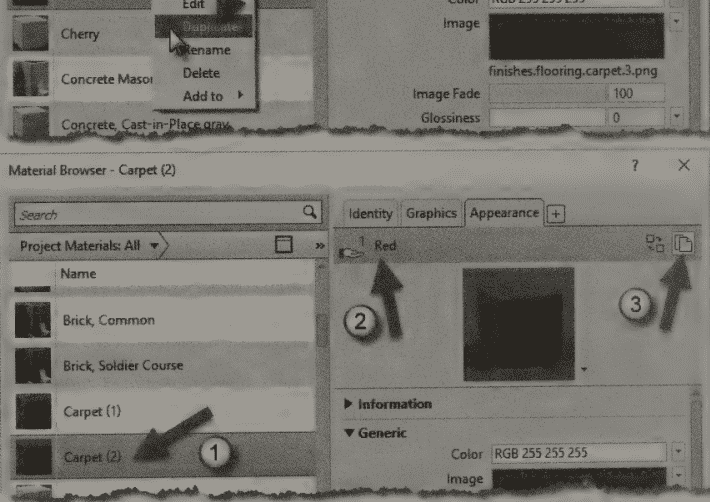 Edit
Color RGB 255 255 255
Duplicate
Image
Cherry
Rename
Delete
finishes.flooring.carpet.3.png
Concrete Mason
Add to
Image Fade 100
Concrete, Cast-in-Place gray
Glossiness 0
Material Browser - Carpet (2)
? X
Search
Identity Graphics Appearance +
Project Materials: All »
1 Red
Name
2
3
Brick, Common
Brick, Soldier Course
Carpet (1)
Information
Generic
Carpet (2)
1
Color RGB 255 255 255
Image